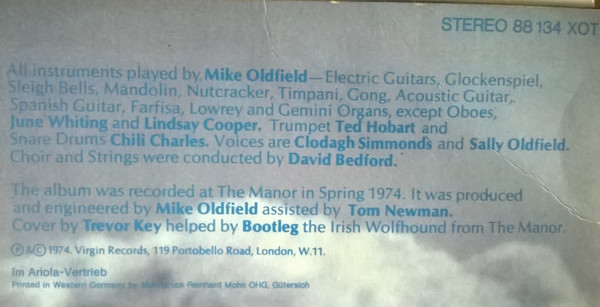 STEREO 88 134 XOT
All instruments played by Mike Oldfield—Electric Guitars, Glockenspiel,
Sleigh Bells, Mandolin, Nutcracker, Timpani, Gong, Acoustic Guitar,
Spanish Guitar, Farfisa, Lowrey and Gemini Organs, except Oboes,
June Whiting and Lindsay Cooper. Trumpet Ted Hobart and
Snare Drums Chili Charles. Voices are Clodagh Simmonds and Sally Oldfield.
Choir and Strings were conducted by David Bedford.
The album was recorded at The Manor in Spring 1974. It was produced
and engineered by Mike Oldfield assisted by Tom Newman.
Cover by Trevor Key helped by Bootleg the Irish Wolfhound from The Manor.
℗&©1974. Virgin Records, 119 Portobello Road, London, W.11.
Im Ariola-Vertrieb
Printed in Western Germany by Reinhard Mohn OHG, Gütersloh